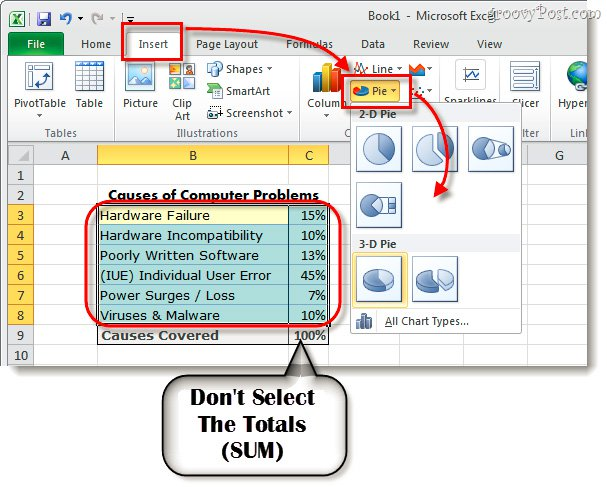 Book1 - Microsoft Excel
groovyPost.com
File Home Insert Page Layout Formulas Data Review View
PivotTable Table Picture Clip Art Shapes SmartArt Screenshot Column Line Pie Sparklines Slicer Hyper
Tables Illustrations
2-D Pie
3-D Pie
All Chart Types...
A B C G
1
2 Causes of Computer Problems
3 Hardware Failure 15%
4 Hardware Incompatibility 10%
5 Poorly Written Software 13%
6 (IUE) Individual User Error 45%
7 Power Surges / Loss 7%
8 Viruses & Malware 10%
9 Causes Covered 100%
10
Don't Select
The Totals
(SUM)